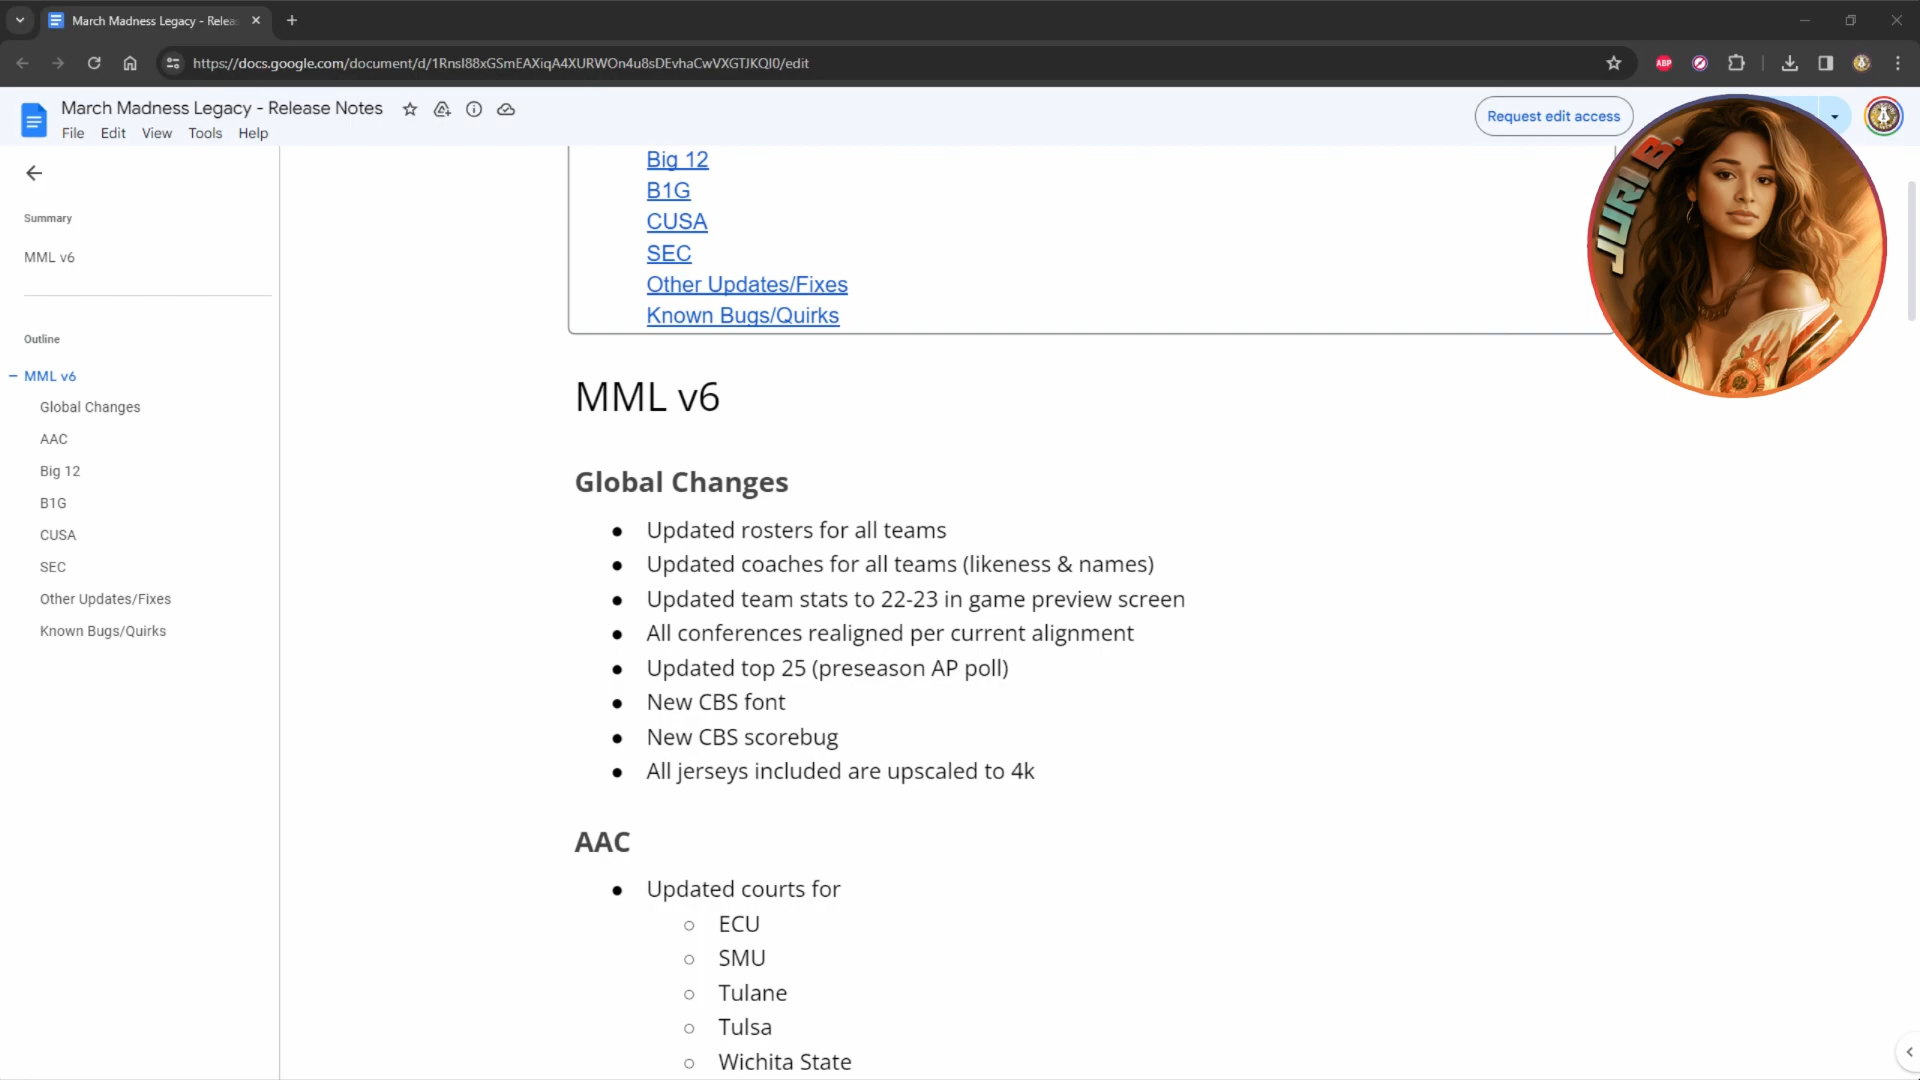 March Madness Legacy - Relea
https://docs.google.com/document/d/1Rnsl88xGSmEAXiqA4XURWOn4u8sDEvhaCwVXGTJKQI0/edit
ABP
March Madness Legacy - Release Notes
File Edit View Tools Help
Request edit access
JURI B.
Summary
MML v6
Outline
MML v6
Global Changes
AAC
Big 12
B1G
CUSA
SEC
Other Updates/Fixes
Known Bugs/Quirks
Big 12
B1G
CUSA
SEC
Other Updates/Fixes
Known Bugs/Quirks
MML v6
Global Changes
● Updated rosters for all teams
● Updated coaches for all teams (likeness & names)
● Updated team stats to 22-23 in game preview screen
● All conferences realigned per current alignment
● Updated top 25 (preseason AP poll)
● New CBS font
● New CBS scorebug
● All jerseys included are upscaled to 4k
AAC
● Updated courts for
○ ECU
○ SMU
○ Tulane
○ Tulsa
○ Wichita State